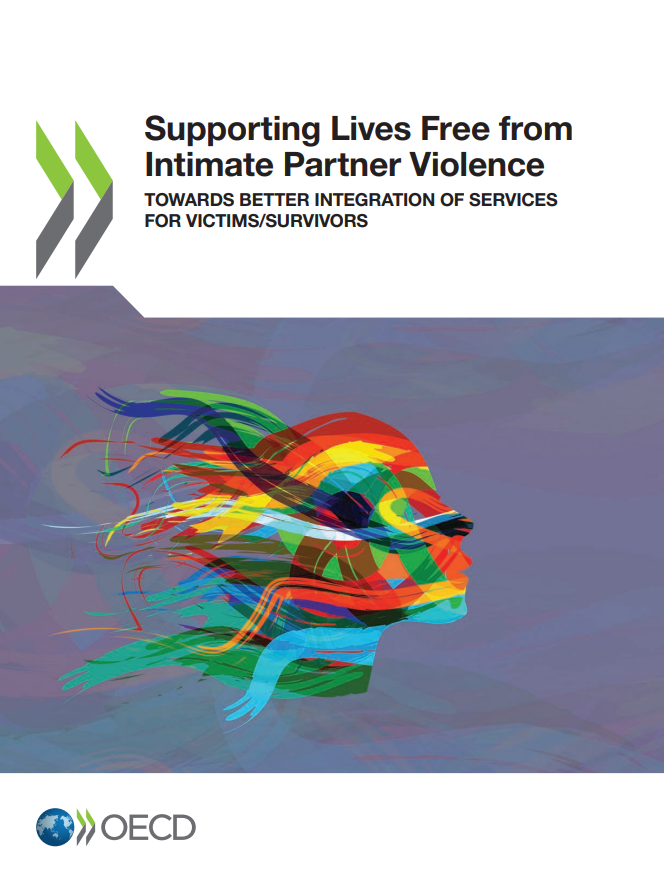 Supporting Lives Free from
Intimate Partner Violence
TOWARDS BETTER INTEGRATION OF SERVICES
FOR VICTIMS/SURVIVORS
OECD